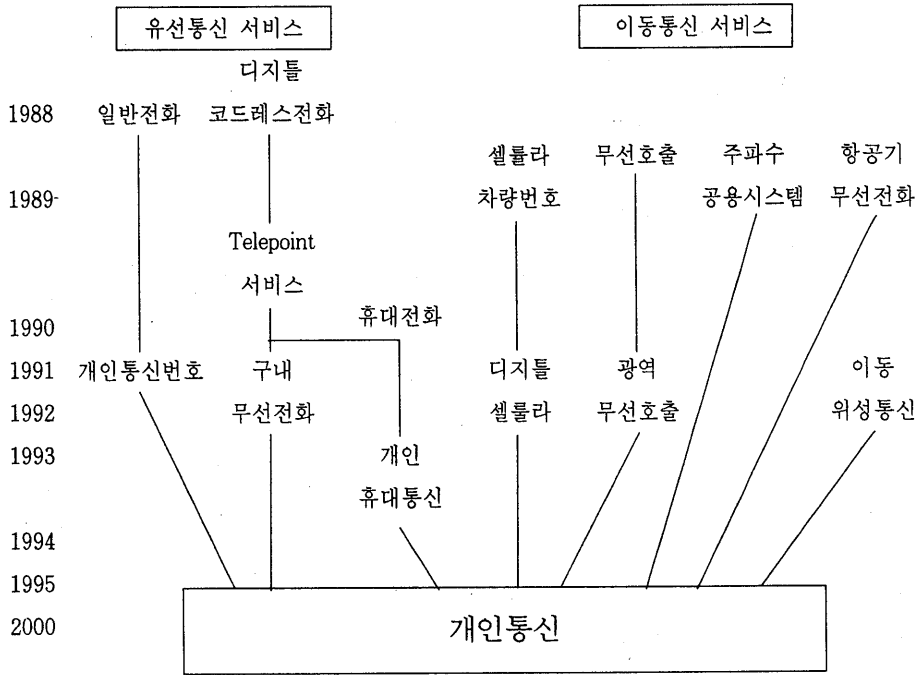 유선통신 서비스 이동통신 서비스
디지틀
1988 일반전화 코드레스전화
셀룰라 무선호출 주파수 항공기
1989 차량번호 공용시스템 무선전화
Telepoint
서비스
휴대전화
1990
1991 개인통신번호 구내 디지틀 광역 이동
1992 무선전화 셀룰라 무선호출 위성통신
1993 개인
휴대통신
1994
1995
2000 개인통신